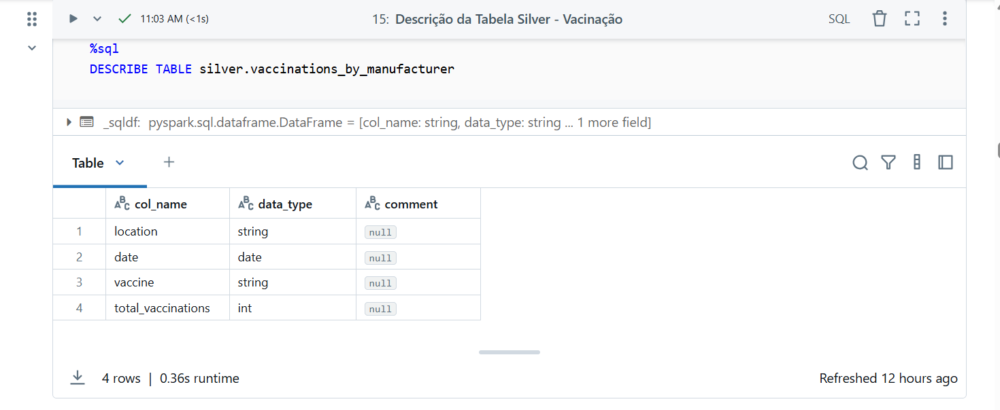 11:03 AM (<1s) 15: Descrição da Tabela Silver - Vacinação SQL
%sql
DESCRIBE TABLE silver.vaccinations_by_manufacturer
_sqldf: pyspark.sql.dataframe.DataFrame = [col_name: string, data_type: string ... 1 more field]
Table
col_name data_type comment
1 location string null
2 date date null
3 vaccine string null
4 total_vaccinations int null
4 rows | 0.36s runtime Refreshed 12 hours ago